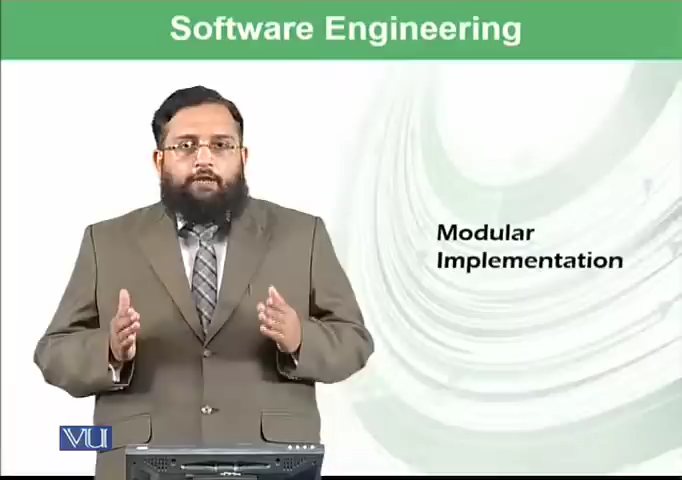 Software Engineering
Modular
Implementation
VU